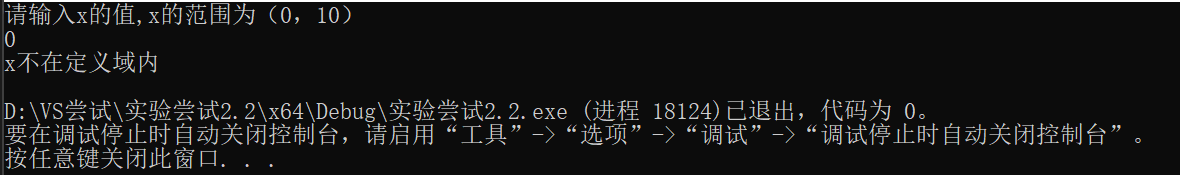 请输入x的值,x的范围为（0，10）
0
x不在定义域内
D:\VS尝试\实验尝试2.2\x64\Debug\实验尝试2.2.exe (进程 18124)已退出，代码为 0。
要在调试停止时自动关闭控制台，请启用“工具”->“选项”->“调试”->“调试停止时自动关闭控制台”。
按任意键关闭此窗口. . .